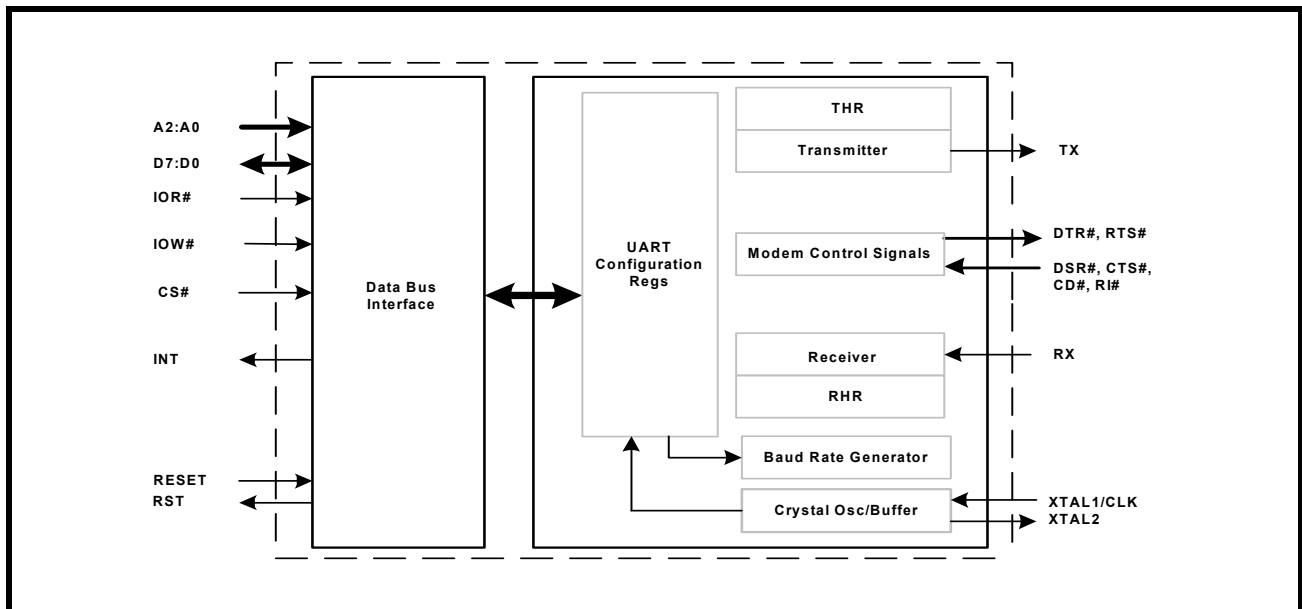 A2:A0
D7:D0
IOR#
IOW#
CS#
INT
RESET
RST
Data Bus
Interface
UART
Configuration
Regs
THR
Transmitter
Modem Control Signals
Receiver
RHR
Baud Rate Generator
Crystal Osc/Buffer
TX
DTR#, RTS#
DSR#, CTS#,
CD#, RI#
RX
XTAL1/CLK
XTAL2